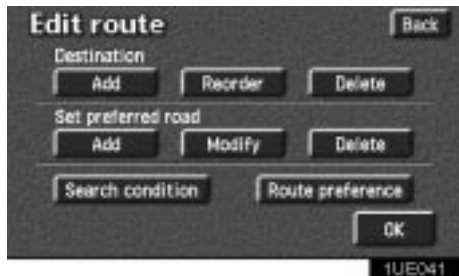 Edit route
Back
Destination
Add Reorder Delete
Set preferred road
Add Modify Delete
Search condition Route preference
OK
1UE041